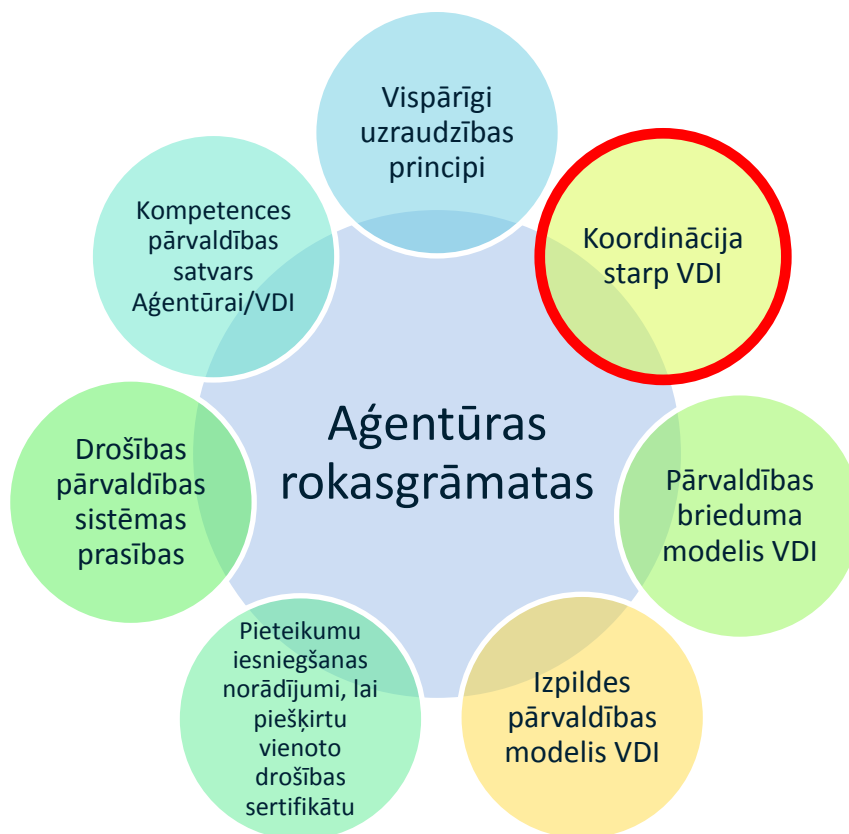 Vispārīgi
uzraudzības
principi
Koordinācija
starp VDI
Pārvaldības
brieduma
modelis VDI
Izpildes
pārvaldības
modelis VDI
Pieteikumu
iesniegšanas
norādījumi, lai
piešķirtu
vienoto
drošības
sertifikātu
Drošības
pārvaldības
sistēmas
prasības
Kompetences
pārvaldības
satvars
Aģentūrai/VDI
Aģentūras
rokasgrāmatas